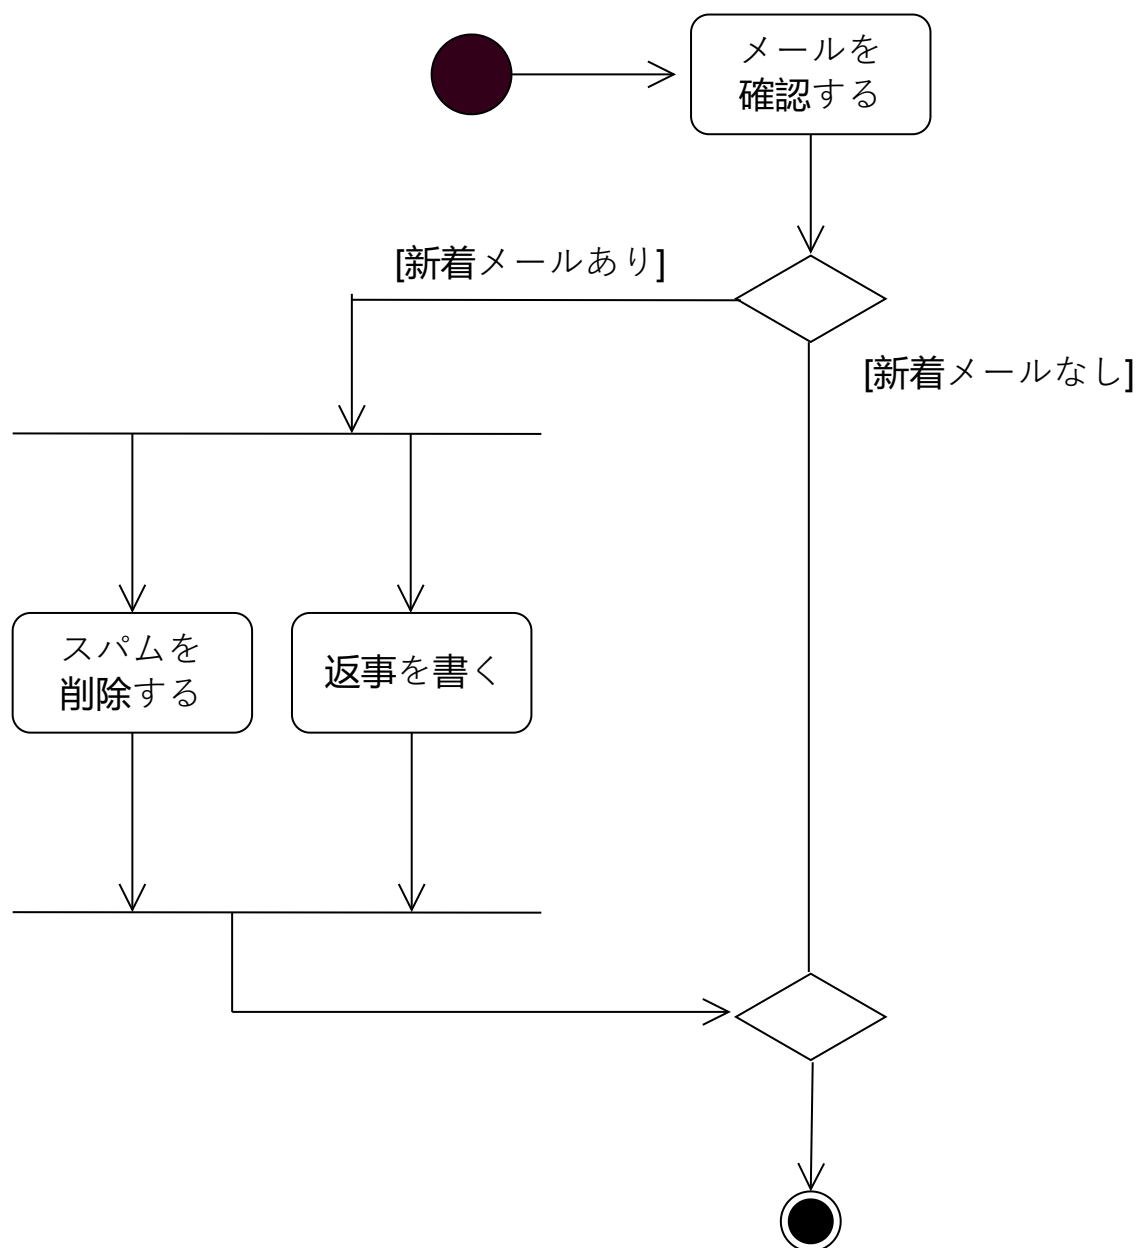 メールを
確認する
[新着メールあり]
[新着メールなし]
スパムを
削除する
返事を書く